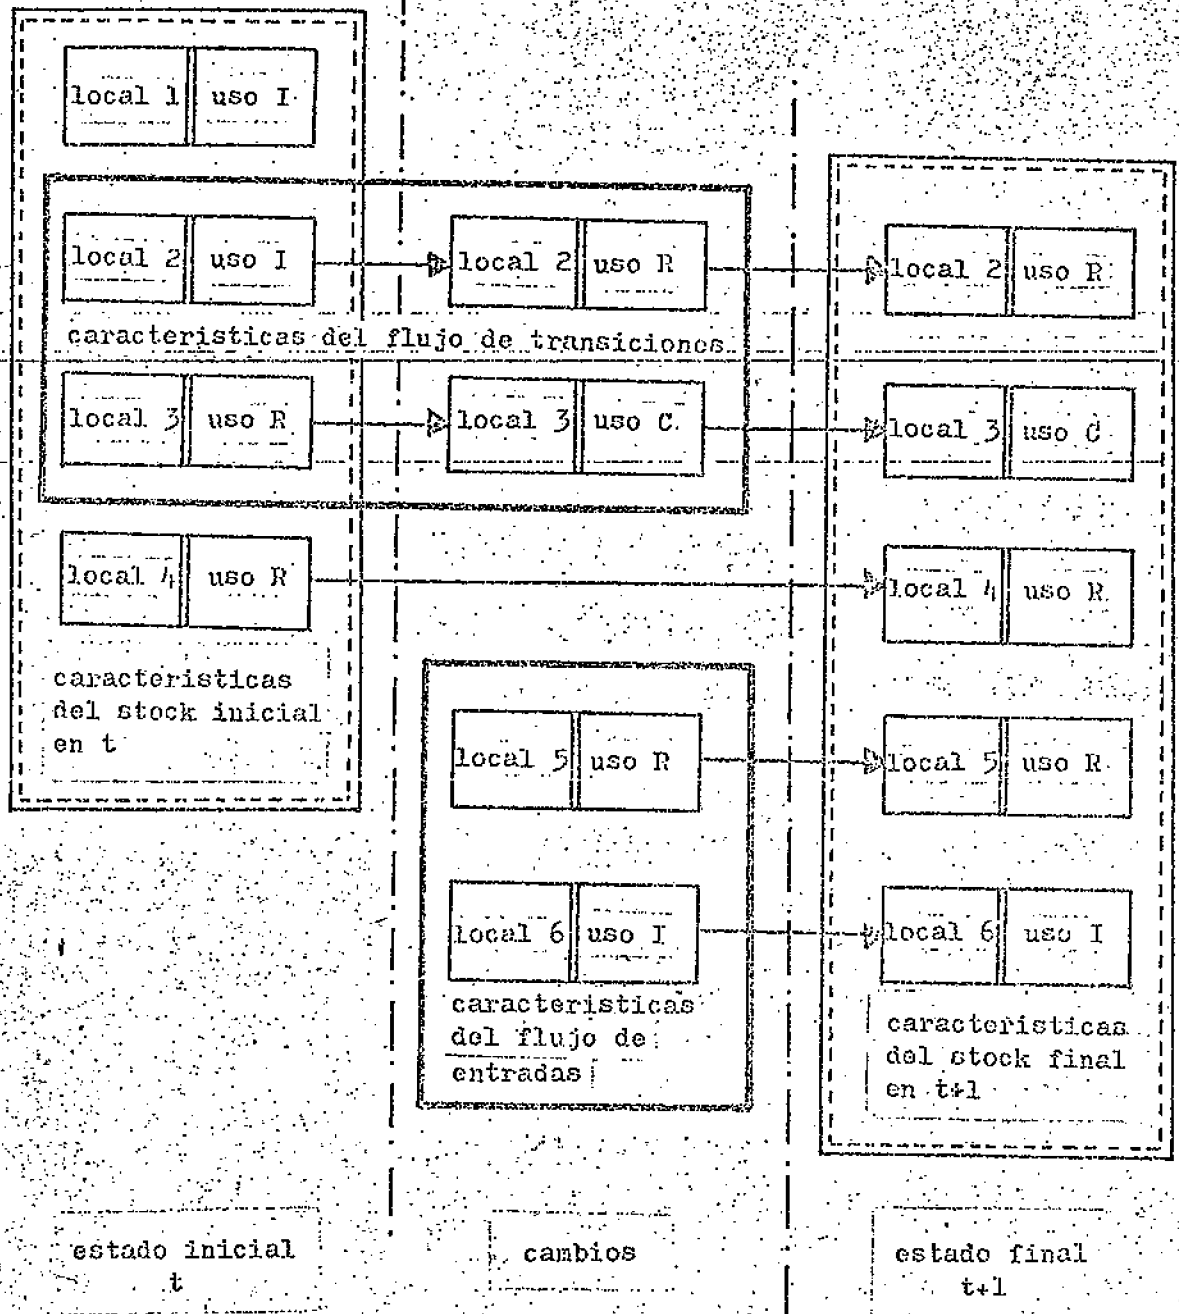 local 1 uso I
local 2 uso I local 2 uso R local 2 uso R
caracteristicas del flujo de transiciones
local 3 uso R local 3 uso C local 3 uso C
local 4 uso R local 4 uso R
caracteristicas
del stock inicial
en t
local 5 uso R local 5 uso R
local 6 uso I local 6 uso I
caracteristicas
del flujo de
entradas
caracteristicas
del stock final
en t+1
estado inicial
t
cambios
estado final
t+1